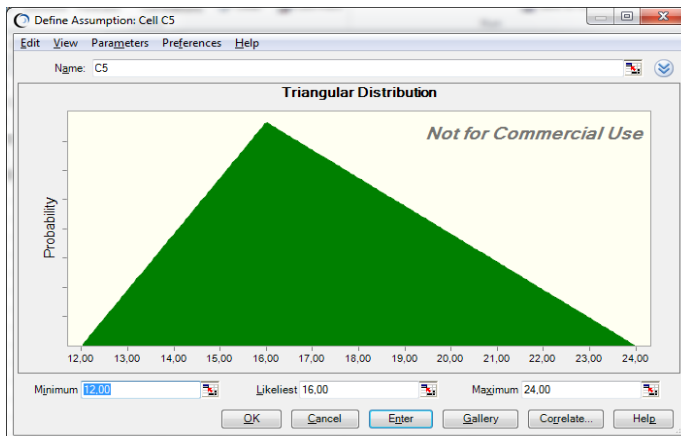 Define Assumption: Cell C5
Edit View Parameters Preferences Help
Name: C5
Triangular Distribution
Not for Commercial Use
Probability
12,00 13,00 14,00 15,00 16,00 17,00 18,00 19,00 20,00 21,00 22,00 23,00 24,00
Minimum 12,00 Likeliest 16,00 Maximum 24,00
OK Cancel Enter Gallery Correlate... Help